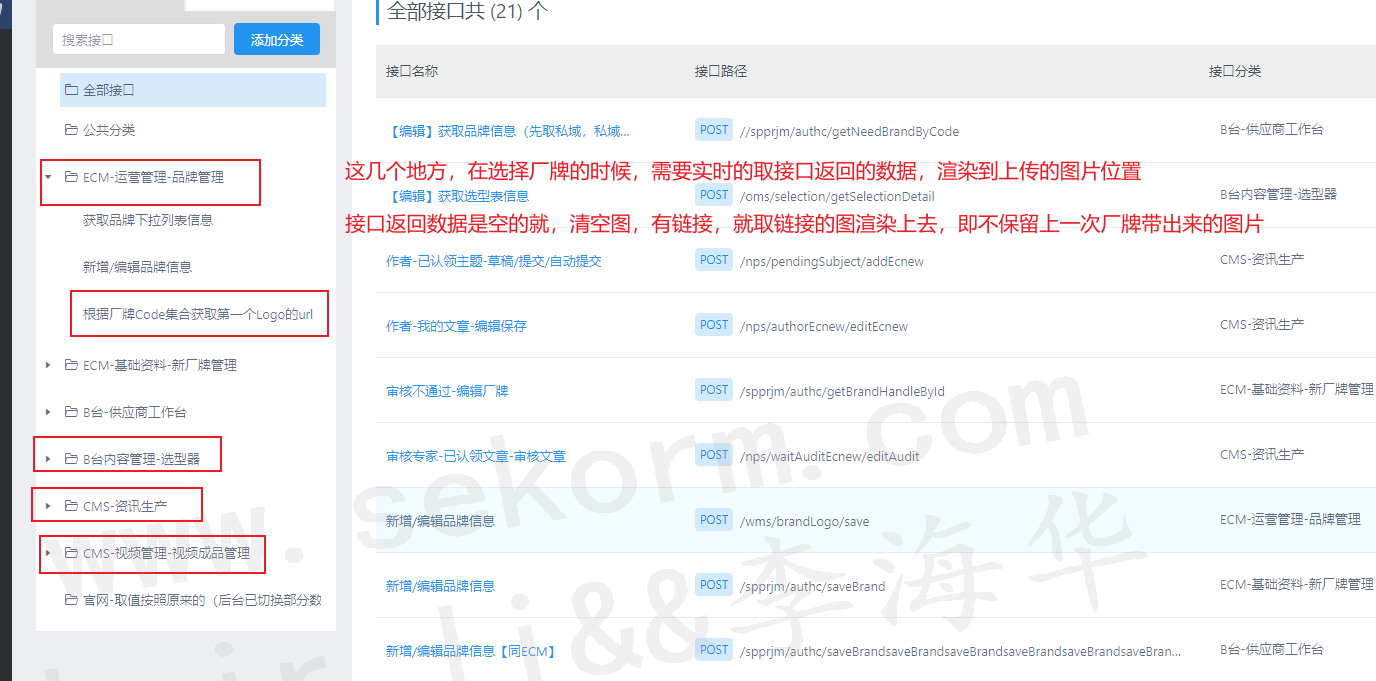 全部接口共 (21) 个
搜索接口
添加分类
全部接口
公共分类
ECM-运营管理-品牌管理
获取品牌下拉列表信息
新增/编辑品牌信息
根据厂牌Code集合获取第一个Logo的url
ECM-基础资料-新厂牌管理
B台-供应商工作台
B台内容管理-选型器
CMS-资讯生产
CMS-视频管理-视频成品管理
官网-取值按照原来的（后台已切换部分数
接口名称 接口路径 接口分类
【编辑】获取品牌信息（先取私域，私域... POST //spprjm/authc/getNeedBrandByCode B台-供应商工作台
这几个地方，在选择厂牌的时候，需要实时的取接口返回的数据，渲染到上传的图片位置
【编辑】获取选型表信息 POST /oms/selection/getSelectionDetail B台内容管理-选型器
接口返回数据是空的就，清空图，有链接，就取链接的图渲染上去，即不保留上一次厂牌带出来的图片
作者-已认领主题-草稿/提交/自动提交 POST /nps/pendingSubject/addEcnew CMS-资讯生产
作者-我的文章-编辑保存 POST /nps/authorEcnew/editEcnew CMS-资讯生产
审核不通过-编辑厂牌 POST /spprjm/authc/getBrandHandleById ECM-基础资料-新厂牌管理
审核专家-已认领文章-审核文章 POST /nps/waitAuditEcnew/editAudit CMS-资讯生产
新增/编辑品牌信息 POST /wms/brandLogo/save ECM-运营管理-品牌管理
新增/编辑品牌信息 POST /spprjm/authc/saveBrand ECM-基础资料-新厂牌管理
新增/编辑品牌信息【同ECM】 POST /spprjm/authc/saveBrandsaveBrandsaveBrandsaveBrandsaveBrandsaveBran... B台-供应商工作台
www.sekorm.com
li&&李海华